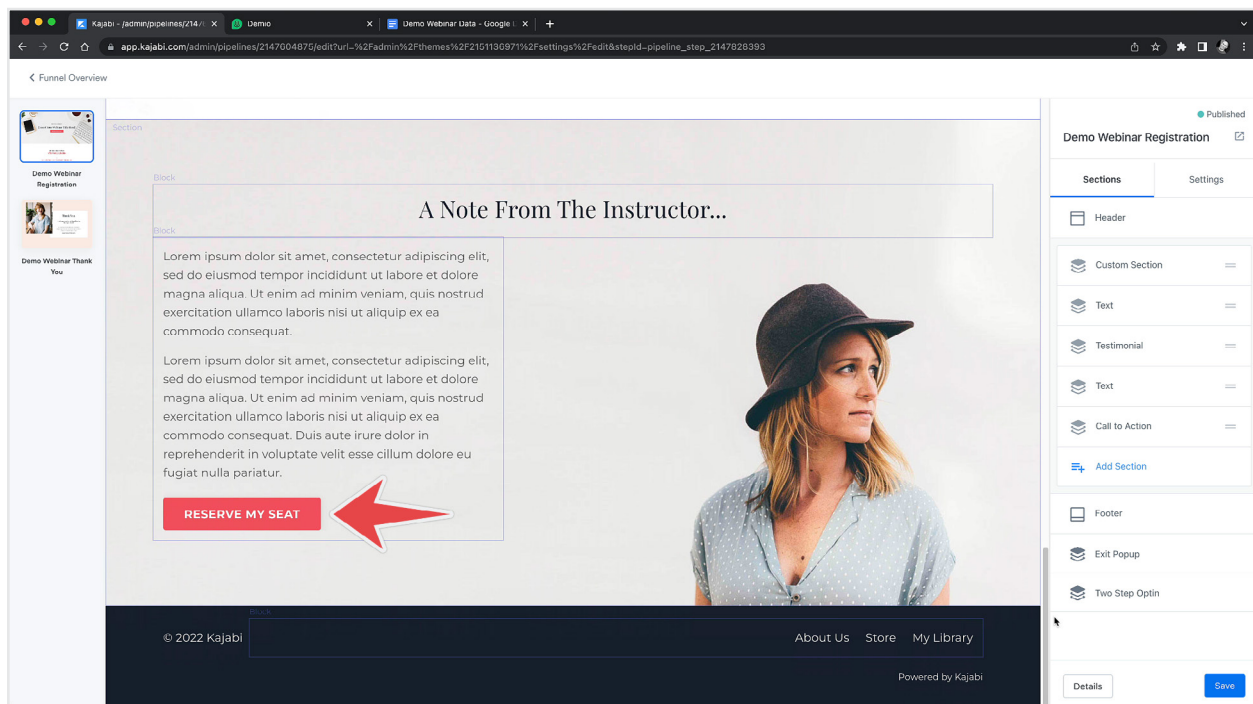 Kajabi - /admin/pipelines/2147
Demio
Demo Webinar Data - Google
app.kajabi.com/admin/pipelines/2147004875/edit?url=%2Fadmin%2Fthemes%2F2151130971%2Fsettings%2Fedit&stepId=pipeline_step_2147828393
Funnel Overview
Demo Webinar
Registration
Thank You
Demo Webinar Thank
You
Section
Block
A Note From The Instructor...
Block
Lorem ipsum dolor sit amet, consectetur adipiscing elit,
sed do eiusmod tempor incididunt ut labore et dolore
magna aliqua. Ut enim ad minim veniam, quis nostrud
exercitation ullamco laboris nisi ut aliquip ex ea
commodo consequat.
Lorem ipsum dolor sit amet, consectetur adipiscing elit,
sed do eiusmod tempor incididunt ut labore et dolore
magna aliqua. Ut enim ad minim veniam, quis nostrud
exercitation ullamco laboris nisi ut aliquip ex ea
commodo consequat. Duis aute irure dolor in
reprehenderit in voluptate velit esse cillum dolore eu
fugiat nulla pariatur.
RESERVE MY SEAT
Block
© 2022 Kajabi
About Us Store My Library
Powered by Kajabi
Published
Demo Webinar Registration
Sections Settings
Header
Custom Section
Text
Testimonial
Text
Call to Action
Add Section
Footer
Exit Popup
Two Step Optin
Details
Save